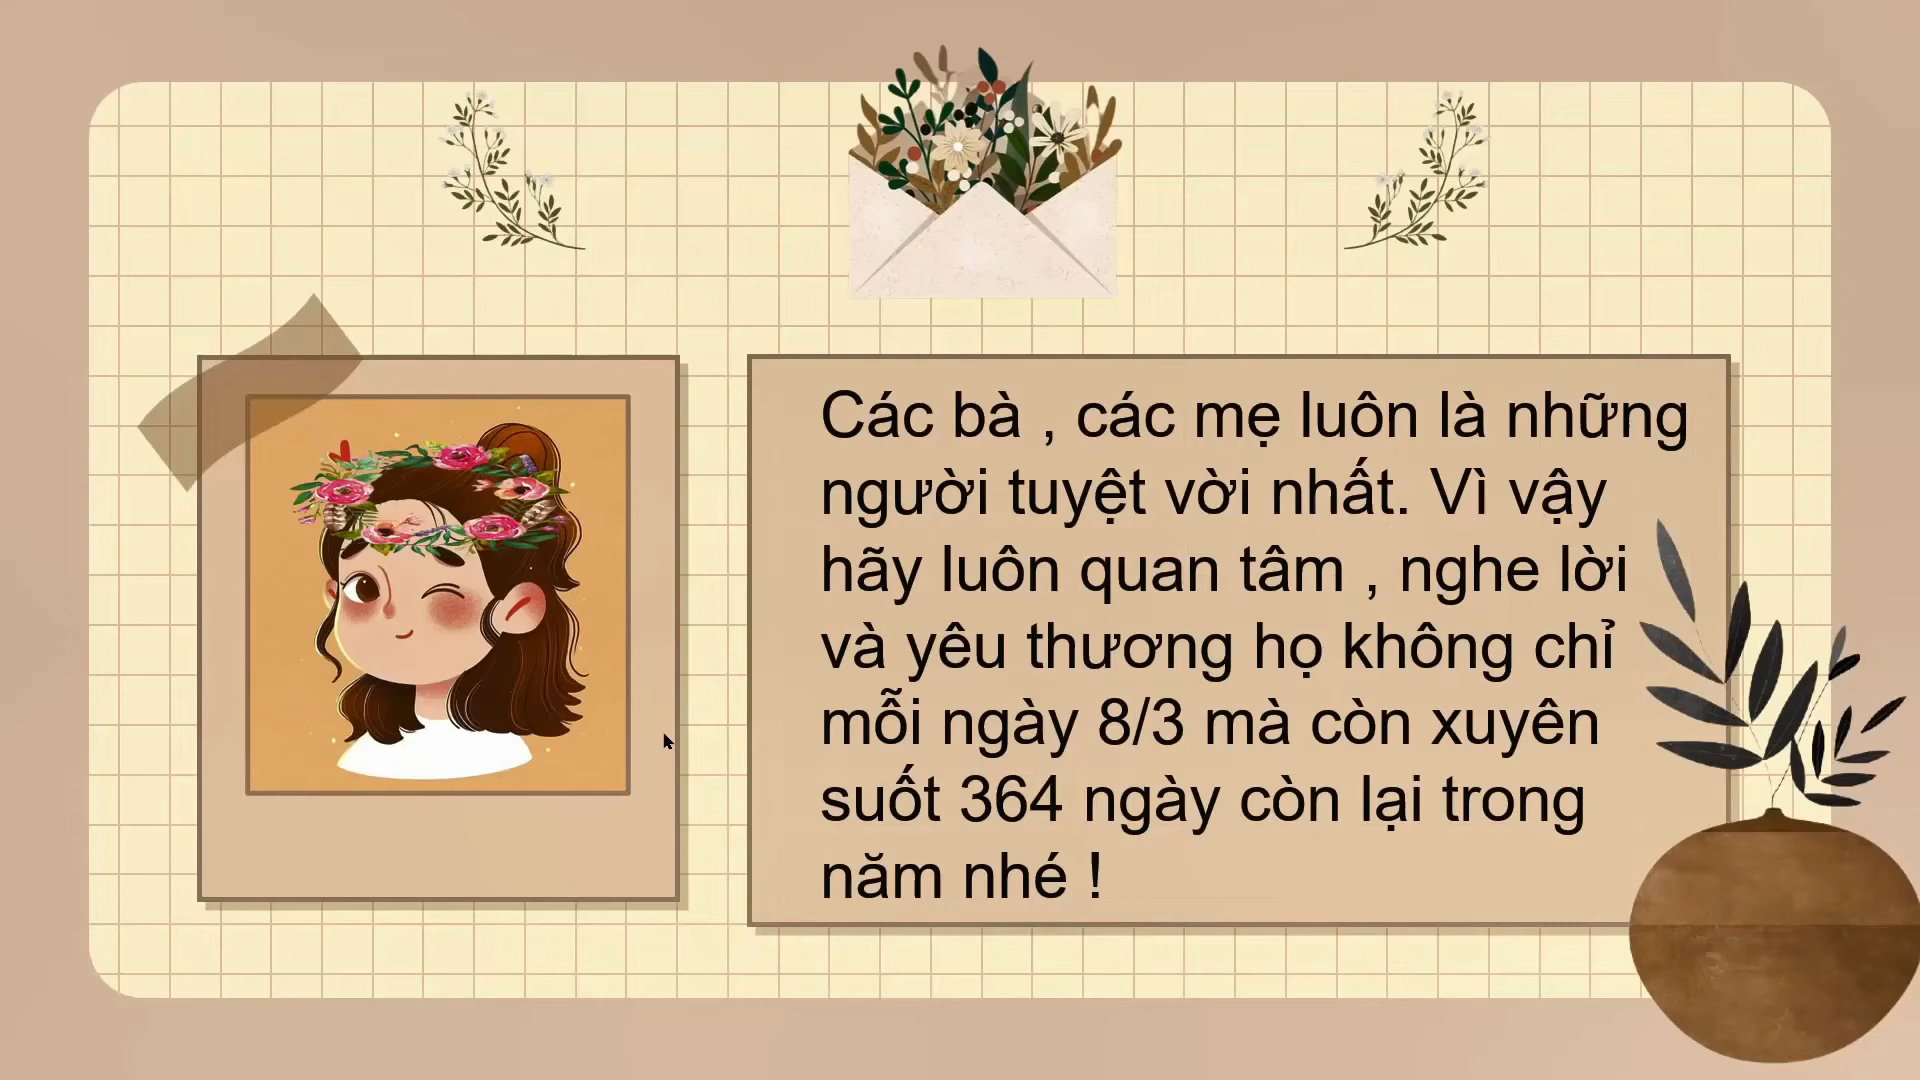 Các bà , các mẹ luôn là những
người tuyệt vời nhất. Vì vậy
hãy luôn quan tâm , nghe lời
và yêu thương họ không chỉ
mỗi ngày 8/3 mà còn xuyên
suốt 364 ngày còn lại trong
năm nhé !